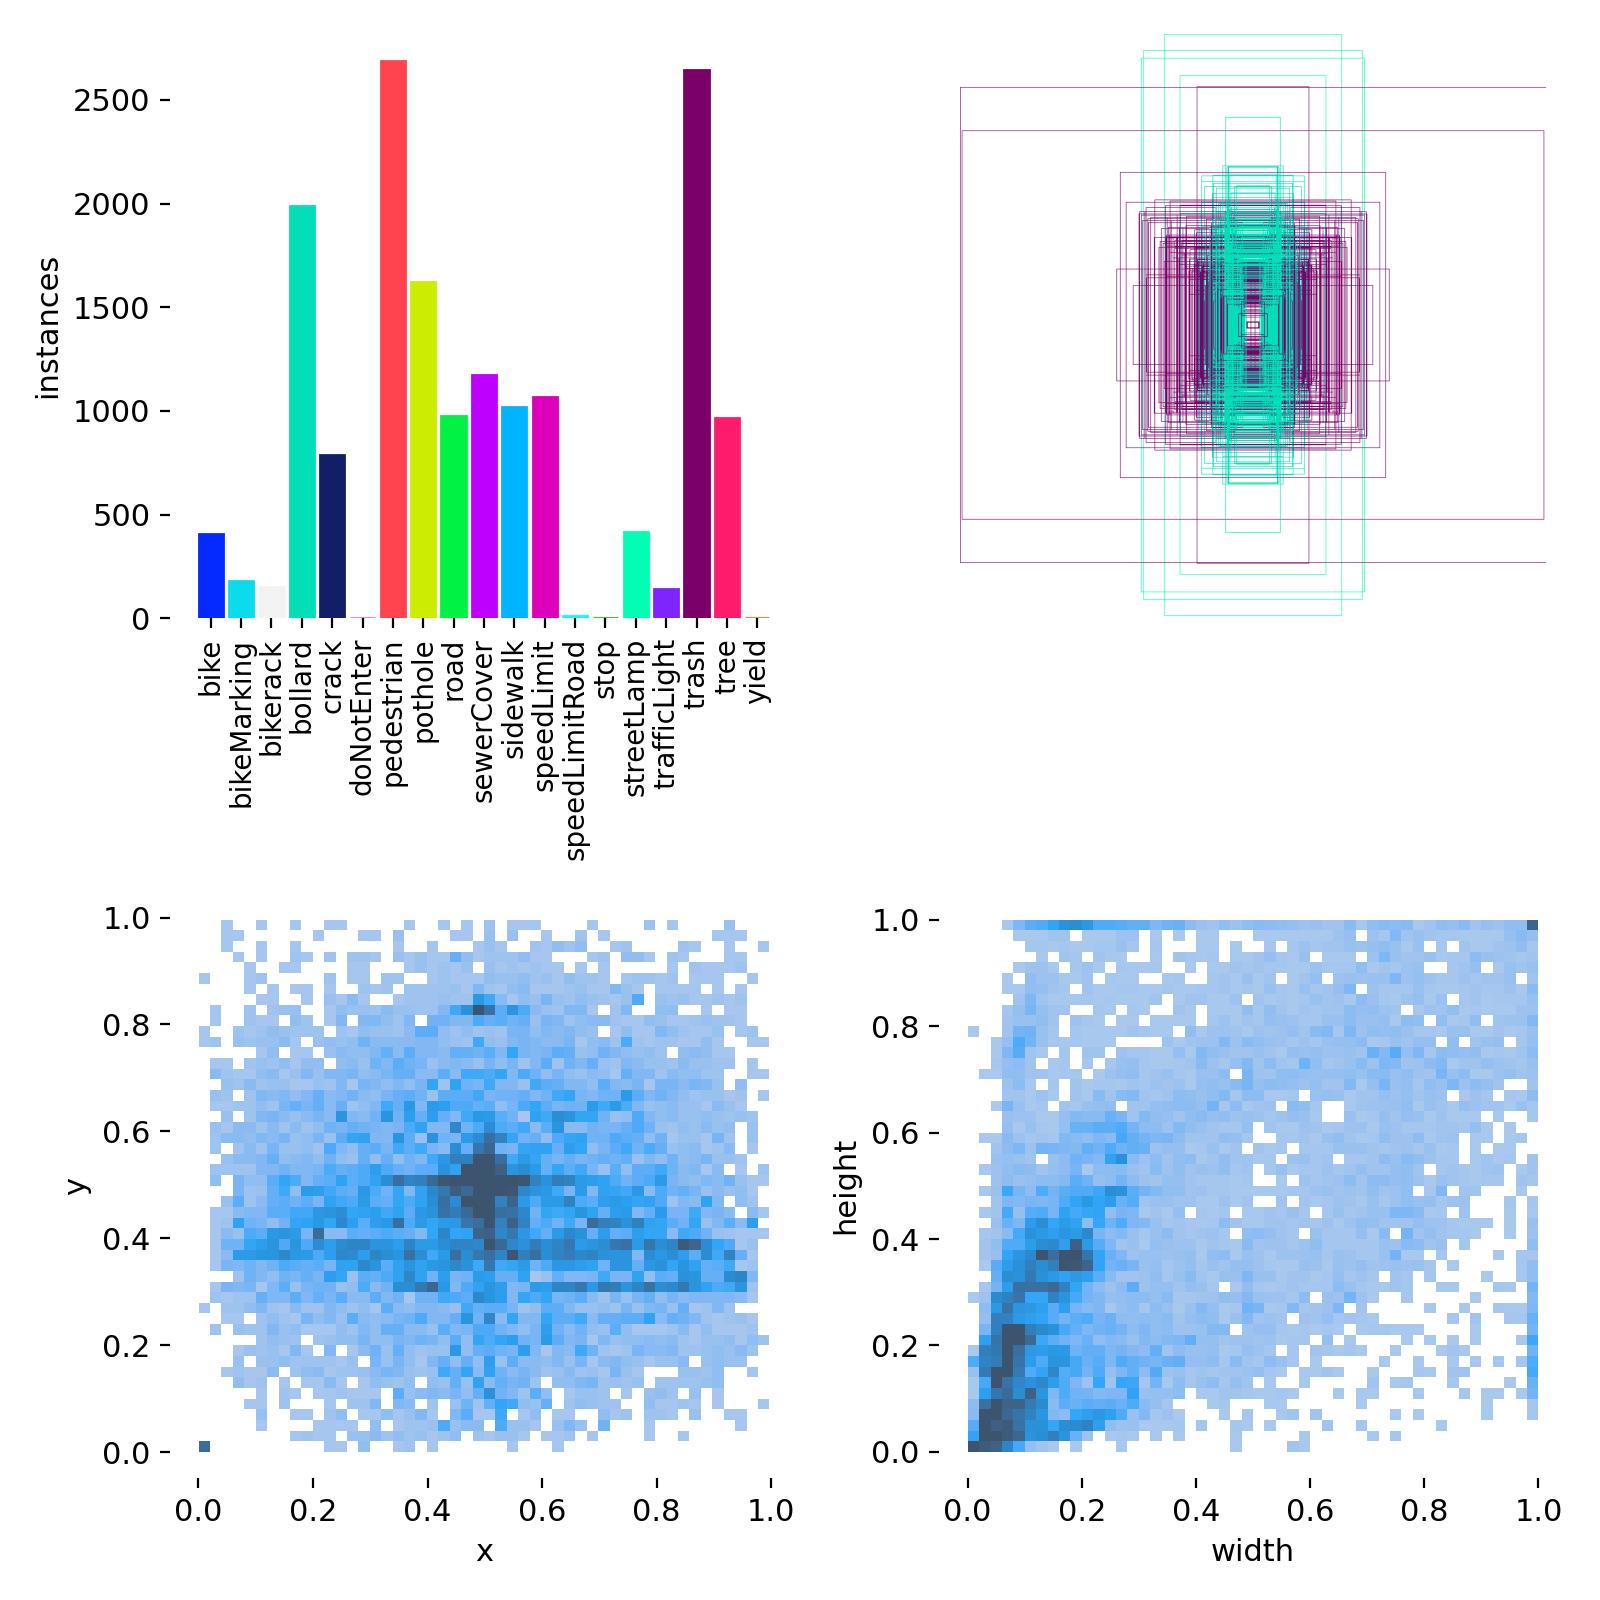 2500
2000
1500
1000
500
0
instances
bike
bikeMarking
bikerack
bollard
crack
doNotEnter
pedestrian
pothole
road
sewerCover
sidewalk
speedLimit
speedLimitRoad
stop
streetLamp
trafficLight
trash
tree
yield
1.0
0.8
0.6
0.4
0.2
0.0
y
0.0 0.2 0.4 0.6 0.8 1.0
x
1.0
0.8
0.6
0.4
0.2
0.0
height
0.0 0.2 0.4 0.6 0.8 1.0
width